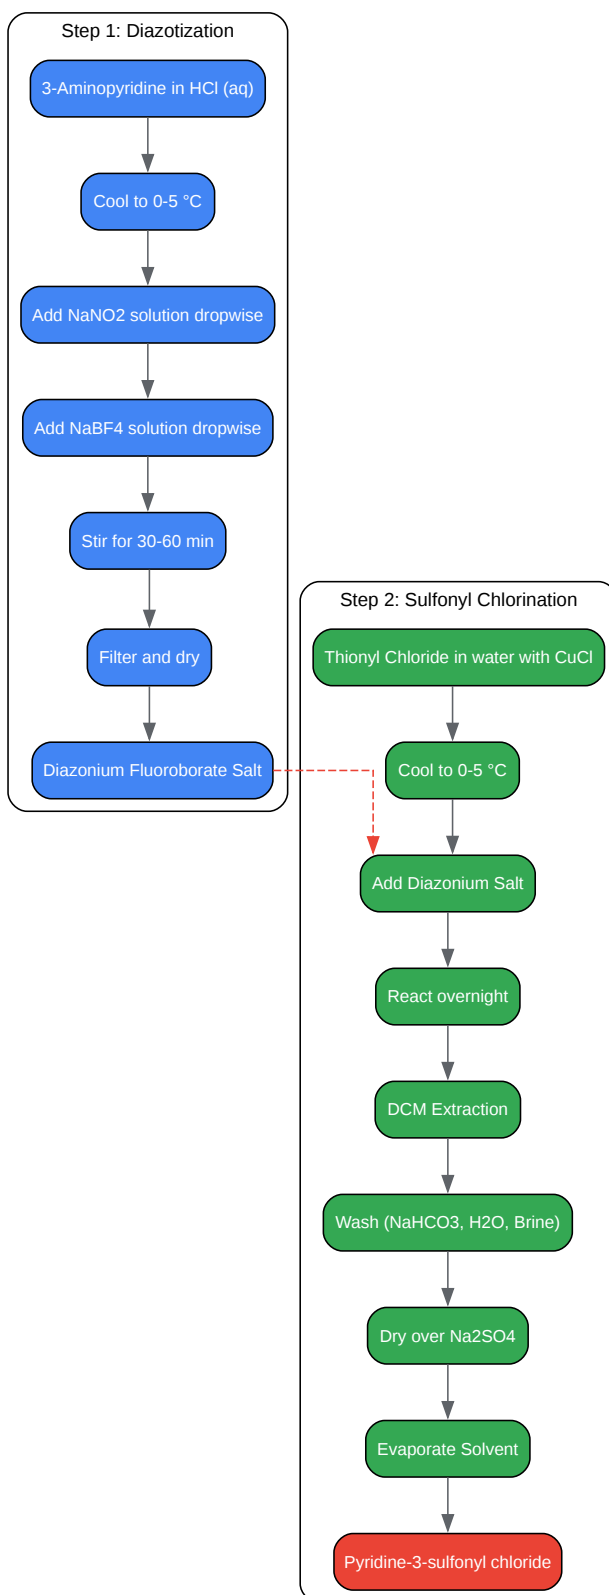 Step 1: Diazotization
3-Aminopyridine in HCl (aq)
Cool to 0-5 °C
Add NaNO2 solution dropwise
Add NaBF4 solution dropwise
Stir for 30-60 min
Filter and dry
Diazonium Fluoroborate Salt
Step 2: Sulfonyl Chlorination
Thionyl Chloride in water with CuCl
Cool to 0-5 °C
Add Diazonium Salt
React overnight
DCM Extraction
Wash (NaHCO3, H2O, Brine)
Dry over Na2SO4
Evaporate Solvent
Pyridine-3-sulfonyl chloride